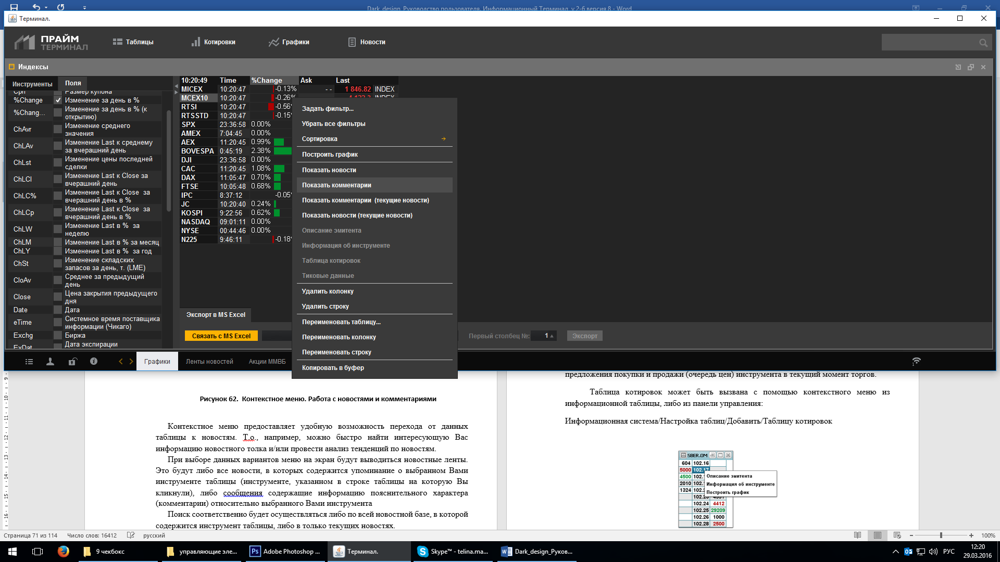 Dark_design_Руководство пользователя. Информационный Терминал. v 2-6 версия 8 - Word
Терминал.
ПРАЙМ
ТЕРМИНАЛ
Таблицы
Котировки
Графики
Новости
Индексы
Инструменты
Поля
Cpn Размер купона
%Change Изменение за день в %
%Chang... Изменение за день в % (к
открытию)
ChAvr Изменение среднего
значения
ChLAv Изменение Last к среднему
за вчерашний день
ChLst Изменение цены последней
сделки
ChLCl Изменение Last к Close за
вчерашний день
ChLC% Изменение Last к Close за
вчерашний день в %
ChLCp Изменение Last к Close за
вчерашний день в %
ChLW Изменение Last в % за
неделю
ChLM Изменение Last в % за месяц
ChLY Изменение Last в % за год
ChSt Изменение складских
запасов за день, т. (LME)
CloAv Среднее за предыдущий
день
Close Цена закрытия предыдущего
дня
Date Дата
eTime Системное время поставщика
информации (Чикаго)
Exchg Биржа
ExDat Дата экспирации
10:20:49 Time %Change Ask Last
MICEX 10:20:47 -0.13% - - 1 846.82 INDEX
MCEX10 10:20:47 -0.26% INDEX
RTSI 10:20:47 -0.56
RTSSTD 10:20:47 -0.15
SPX 23:36:58 0.00%
AMEX 7:04:45 0.00%
AEX 11:20:45 0.99%
BOVESPA 0:45:19 2.38%
DJI 23:36:58 0.00%
CAC 11:20:45 1.08%
DAX 11:05:47 0.70%
FTSE 10:05:48 0.68%
IPC 8:37:12 -0.05
JC 10:20:40 0.24%
KOSPI 9:22:56 0.62%
NASDAQ 09:01:11 0.00%
NYSE 00:44:46 0.00%
N225 9:46:11 -0.18
Задать фильтр...
Убрать все фильтры
Сортировка →
Построить график
Показать новости
Показать комментарии
Показать комментарии (текущие новости)
Показать новости (текущие новости)
Описание эмитента
Информация об инструменте
Таблица котировок
Тиковые данные
Удалить колонку
Удалить строку
Переименовать таблицу...
Переименовать колонку
Переименовать строку
Копировать в буфер
Экспорт в MS Excel
Связать с MS Excel
Первый столбец №: 1
Экспорт
Графики
Ленты новостей
Акции ММВБ
1
Рисунок 62. Контекстное меню. Работа с новостями и комментариями
Контекстное меню предоставляет удобную возможность перехода от данных
таблицы к новостям. Т.о., например, можно быстро найти интересующую Вас
информацию новостного толка и/или провести анализ тенденций по новостям.
При выборе данных вариантов меню на экран будут выводиться новостные ленты.
Это будут либо все новости, в которых содержится упоминание о выбранном Вами
инструменте таблицы (инструменте, указанном в строке таблицы на которую Вы
кликнули), либо сообщения содержащие информацию пояснительного характера
(комментарии) относительно выбранного Вами инструмента
Поиск соответственно будет осуществляться либо по всей новостной базе, в которой
содержится инструмент таблицы, либо в только текущих новостях.
предложения покупки и продажи (очередь цен) инструмента в текущий момент торгов.
Таблица котировок может быть вызвана с помощью контекстного меню из
информационной таблицы, либо из панели управления:
Информационная система/Настройка таблиц/Добавить/Таблицу котировок
SBER.OM
604 102.16
5000 102.17
4500 102.
2010 102.
1324 102.2
102.24 4412
102.25 29209
102.26 1000
102.28 2500
Описание эмитента
Информация об инструменте
Построить график
9 10 11 12 13 14 15 16
Страница 71 из 114
Число слов: 16412
русский
100%
9 чекбокс
управляющие эле...
Adobe Photoshop ...
Терминал.
Skype™ - telina.ma...
Dark_design_Руков...
РУС
12:20
29.03.2016